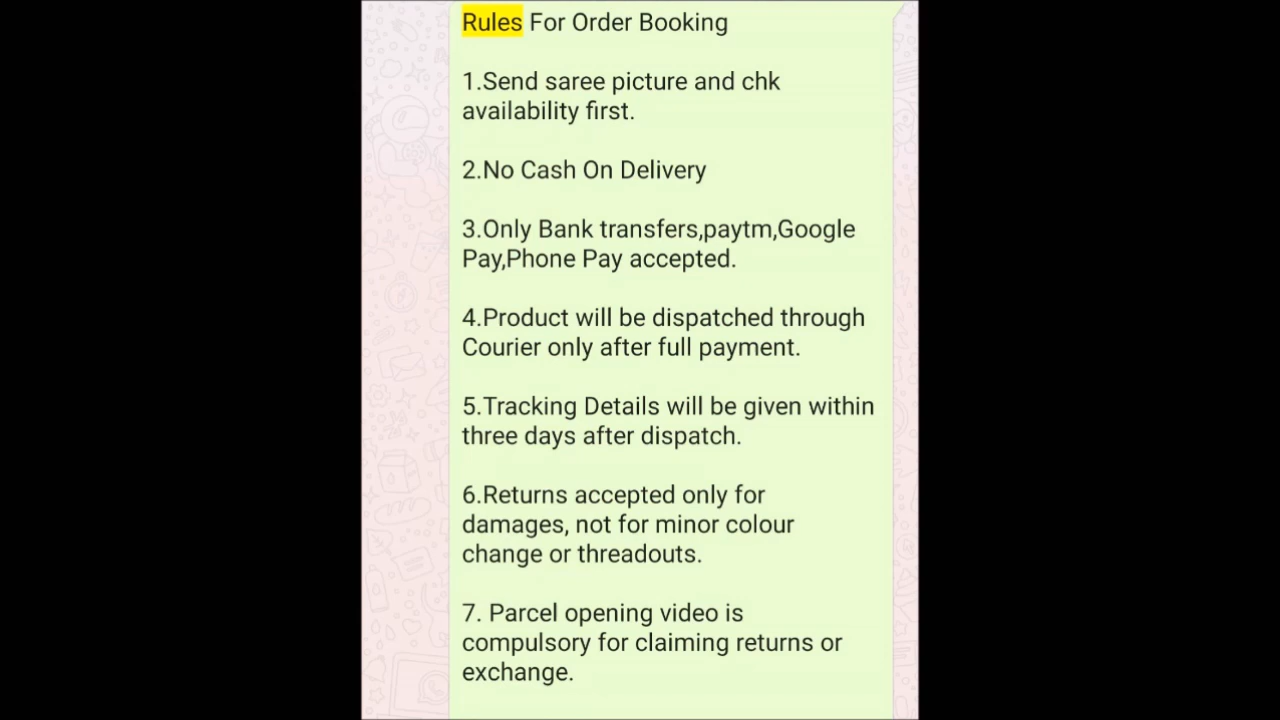 Rules For Order Booking
1.Send saree picture and chk
availability first.
2.No Cash On Delivery
3.Only Bank transfers,paytm,Google
Pay,Phone Pay accepted.
4.Product will be dispatched through
Courier only after full payment.
5.Tracking Details will be given within
three days after dispatch.
6.Returns accepted only for
damages, not for minor colour
change or threadouts.
7. Parcel opening video is
compulsory for claiming returns or
exchange.